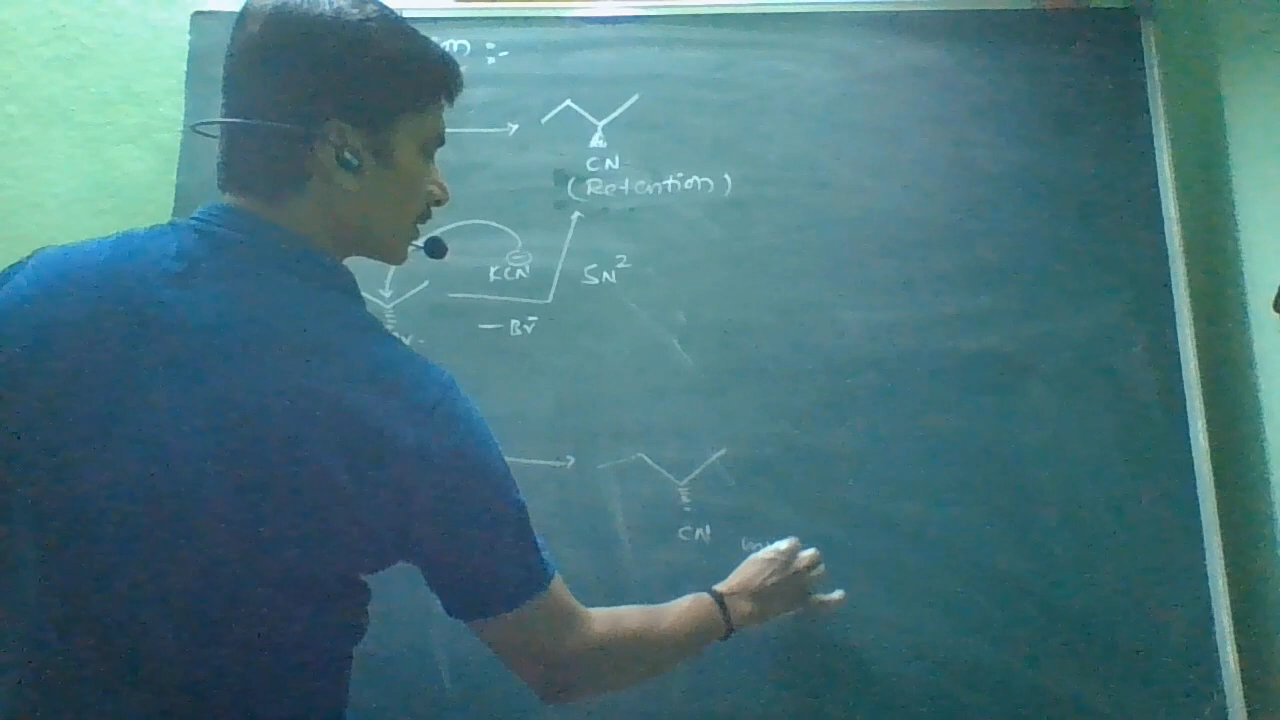 m :-
CN
(Retention)
KCN⊖
SN²
- Br⁻
CN